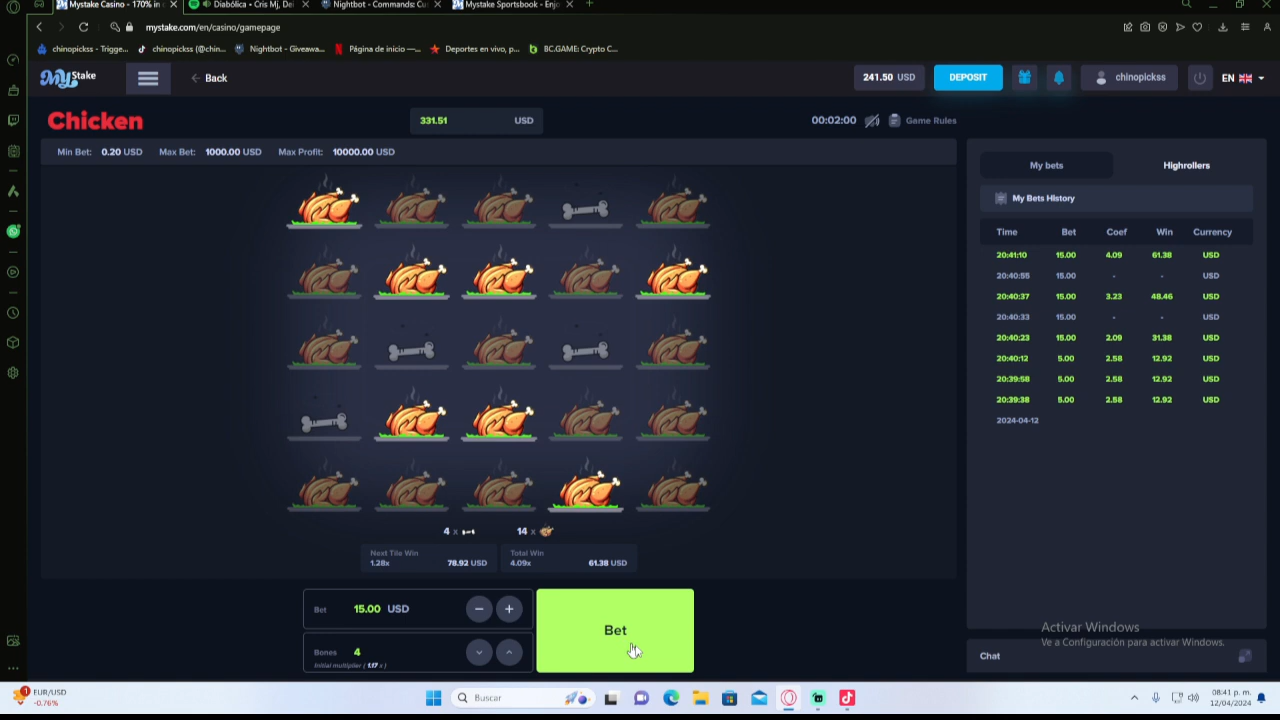 Mystake Casino - 170% in
Diabólica • Cris Mj, Dei
Nightbot - Commands: Cu
Mystake Sportsbook - Enjo
mystake.com/en/casino/gamepage
chinopickss - Trigge...
chinopickss (@chin...
Nightbot - Giveawa...
Página de inicio —...
Deportes en vivo, p...
BC.GAME: Crypto C...
MyStake
Back
241.50 USD
DEPOSIT
chinopickss
EN
Chicken
331.51 USD
00:02:00
Game Rules
Min Bet: 0.20 USD Max Bet: 1000.00 USD Max Profit: 10000.00 USD
My bets
Highrollers
My Bets History
Time Bet Coef Win Currency
20:41:10 15.00 4.09 61.38 USD
20:40:55 15.00 - - USD
20:40:37 15.00 3.23 48.46 USD
20:40:33 15.00 - - USD
20:40:23 15.00 2.09 31.38 USD
20:40:12 5.00 2.58 12.92 USD
20:39:58 5.00 2.58 12.92 USD
20:39:38 5.00 2.58 12.92 USD
2024-04-12
4 x
14 x
Next Tile Win
1.28x 78.92 USD
Total Win
4.09x 61.38 USD
Bet 15.00 USD
Bones 4
Initial multiplier ( 1.17 x )
Bet
Activar Windows
Ve a Configuración para activar Windows.
Chat
EUR/USD
-0.76%
Buscar
08:41 p. m.
12/04/2024